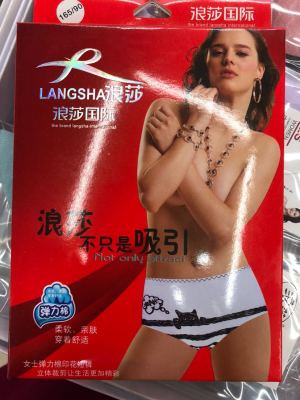 165/90
浪莎国际
the brand langsha international
LANGSHA浪莎
浪莎国际
the brand langsha international
浪莎
不只是吸引
Not only
弹力棉
柔软、亲肤
穿着舒适
女士弹力棉印花短裤
立体裁剪让生活更加精彩